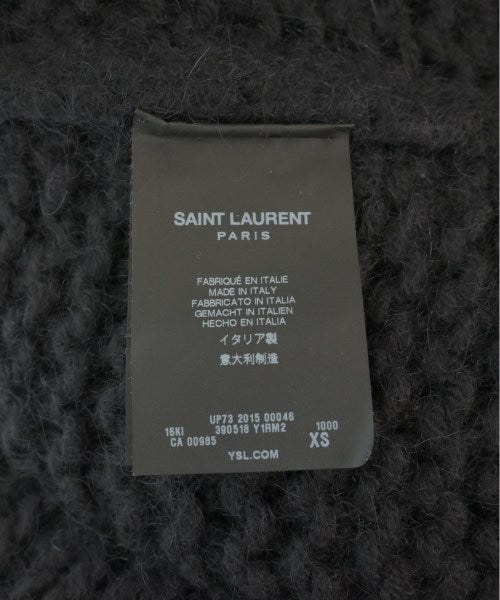 SAINT LAURENT
PARIS
FABRIQUÉ EN ITALIE
MADE IN ITALY
FABBRICATO IN ITALIA
GEMACHT IN ITALIEN
HECHO EN ITALIA
イタリア製
意大利制造
UP73 2015 00046
16KI 390518 Y1RM2 1000
CA 00985 XS
YSL.COM